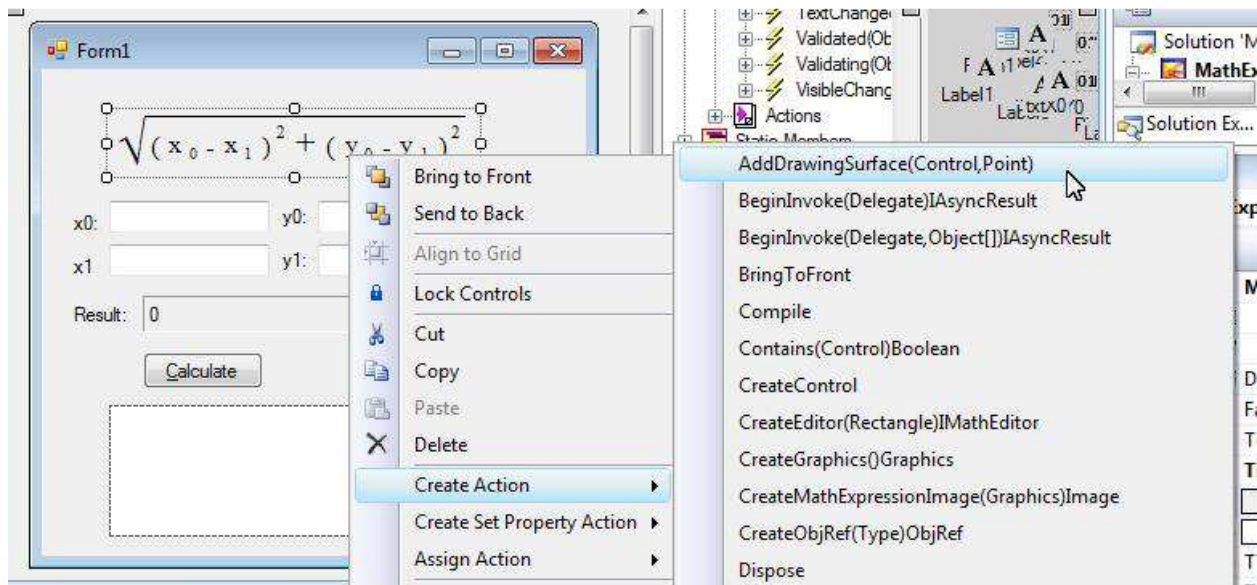 Form1
√(x₀ - x₁)² + (y₀ - y₁)²
x0:
y0:
x1
y1:
Result:
0
Calculate
Bring to Front
Send to Back
Align to Grid
Lock Controls
Cut
Copy
Paste
Delete
Create Action
Create Set Property Action
Assign Action
Validated(Ob
Validating(Ob
VisibleChang
Actions
Static Members
Label1
Solution 'M
MathEx
Solution Ex...
AddDrawingSurface(Control,Point)
BeginInvoke(Delegate)IAsyncResult
BeginInvoke(Delegate,Object[])IAsyncResult
BringToFront
Compile
Contains(Control)Boolean
CreateControl
CreateEditor(Rectangle)IMathEditor
CreateGraphics()Graphics
CreateMathExpressionImage(Graphics)Image
CreateObjRef(Type)ObjRef
Dispose